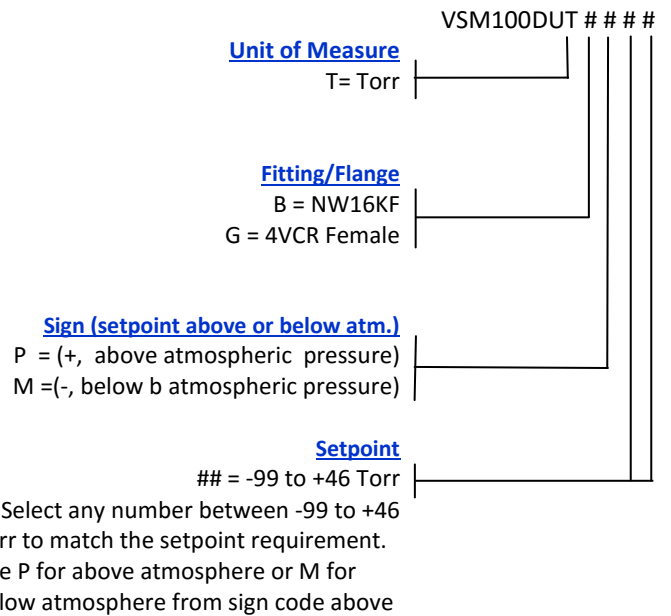 VSM100DUT # # # #
Unit of Measure
T= Torr
Fitting/Flange
B = NW16KF
G = 4VCR Female
Sign (setpoint above or below atm.)
P = (+, above atmospheric pressure)
M =(-, below b atmospheric pressure)
Setpoint
## = -99 to +46 Torr
Select any number between -99 to +46
to match the setpoint requirement.
P for above atmosphere or M for
atmosphere from sign code above